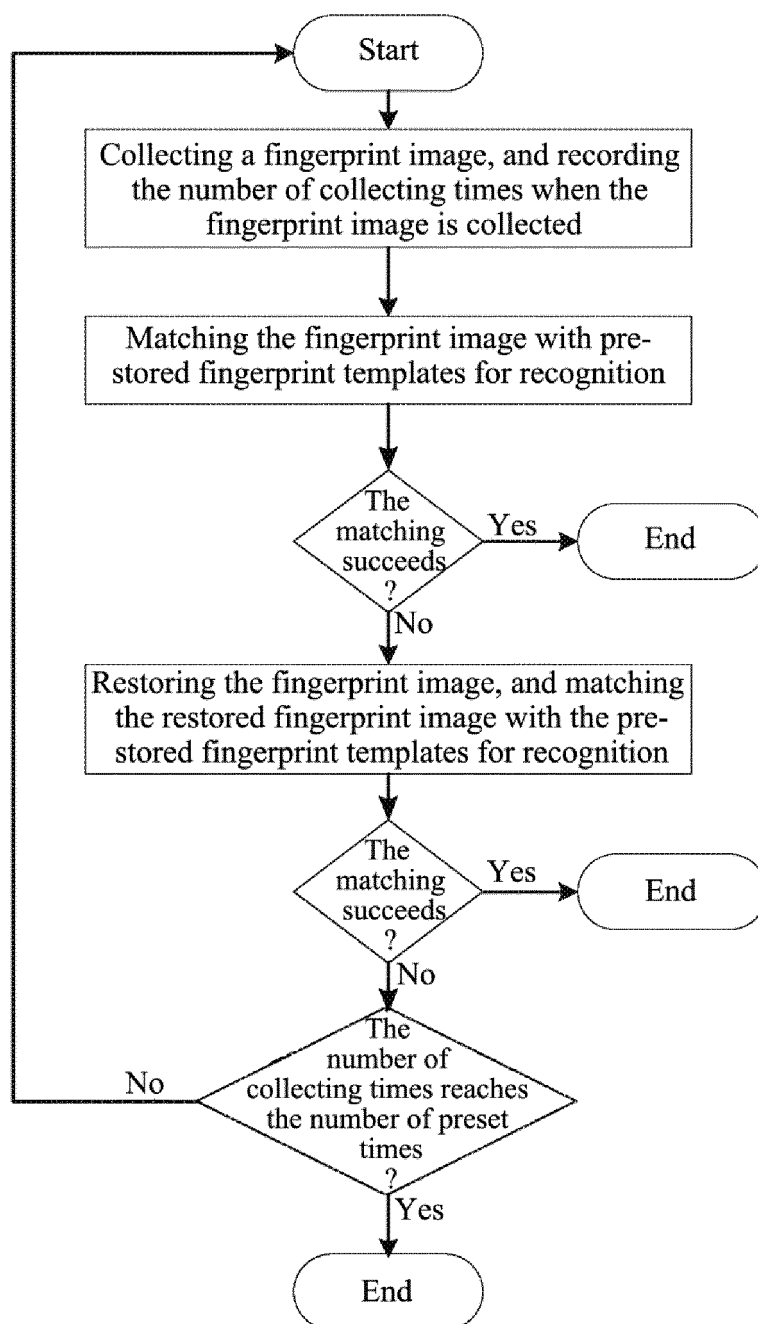 Start
Collecting a fingerprint image, and recording
the number of collecting times when the
fingerprint image is collected
Matching the fingerprint image with pre-
stored fingerprint templates for recognition
The
matching
succeeds
?
Yes
End
No
Restoring the fingerprint image, and matching
the restored fingerprint image with the pre-
stored fingerprint templates for recognition
The
matching
succeeds
?
Yes
End
No
The
number of
collecting times reaches
the number of preset
times
?
No
Yes
End